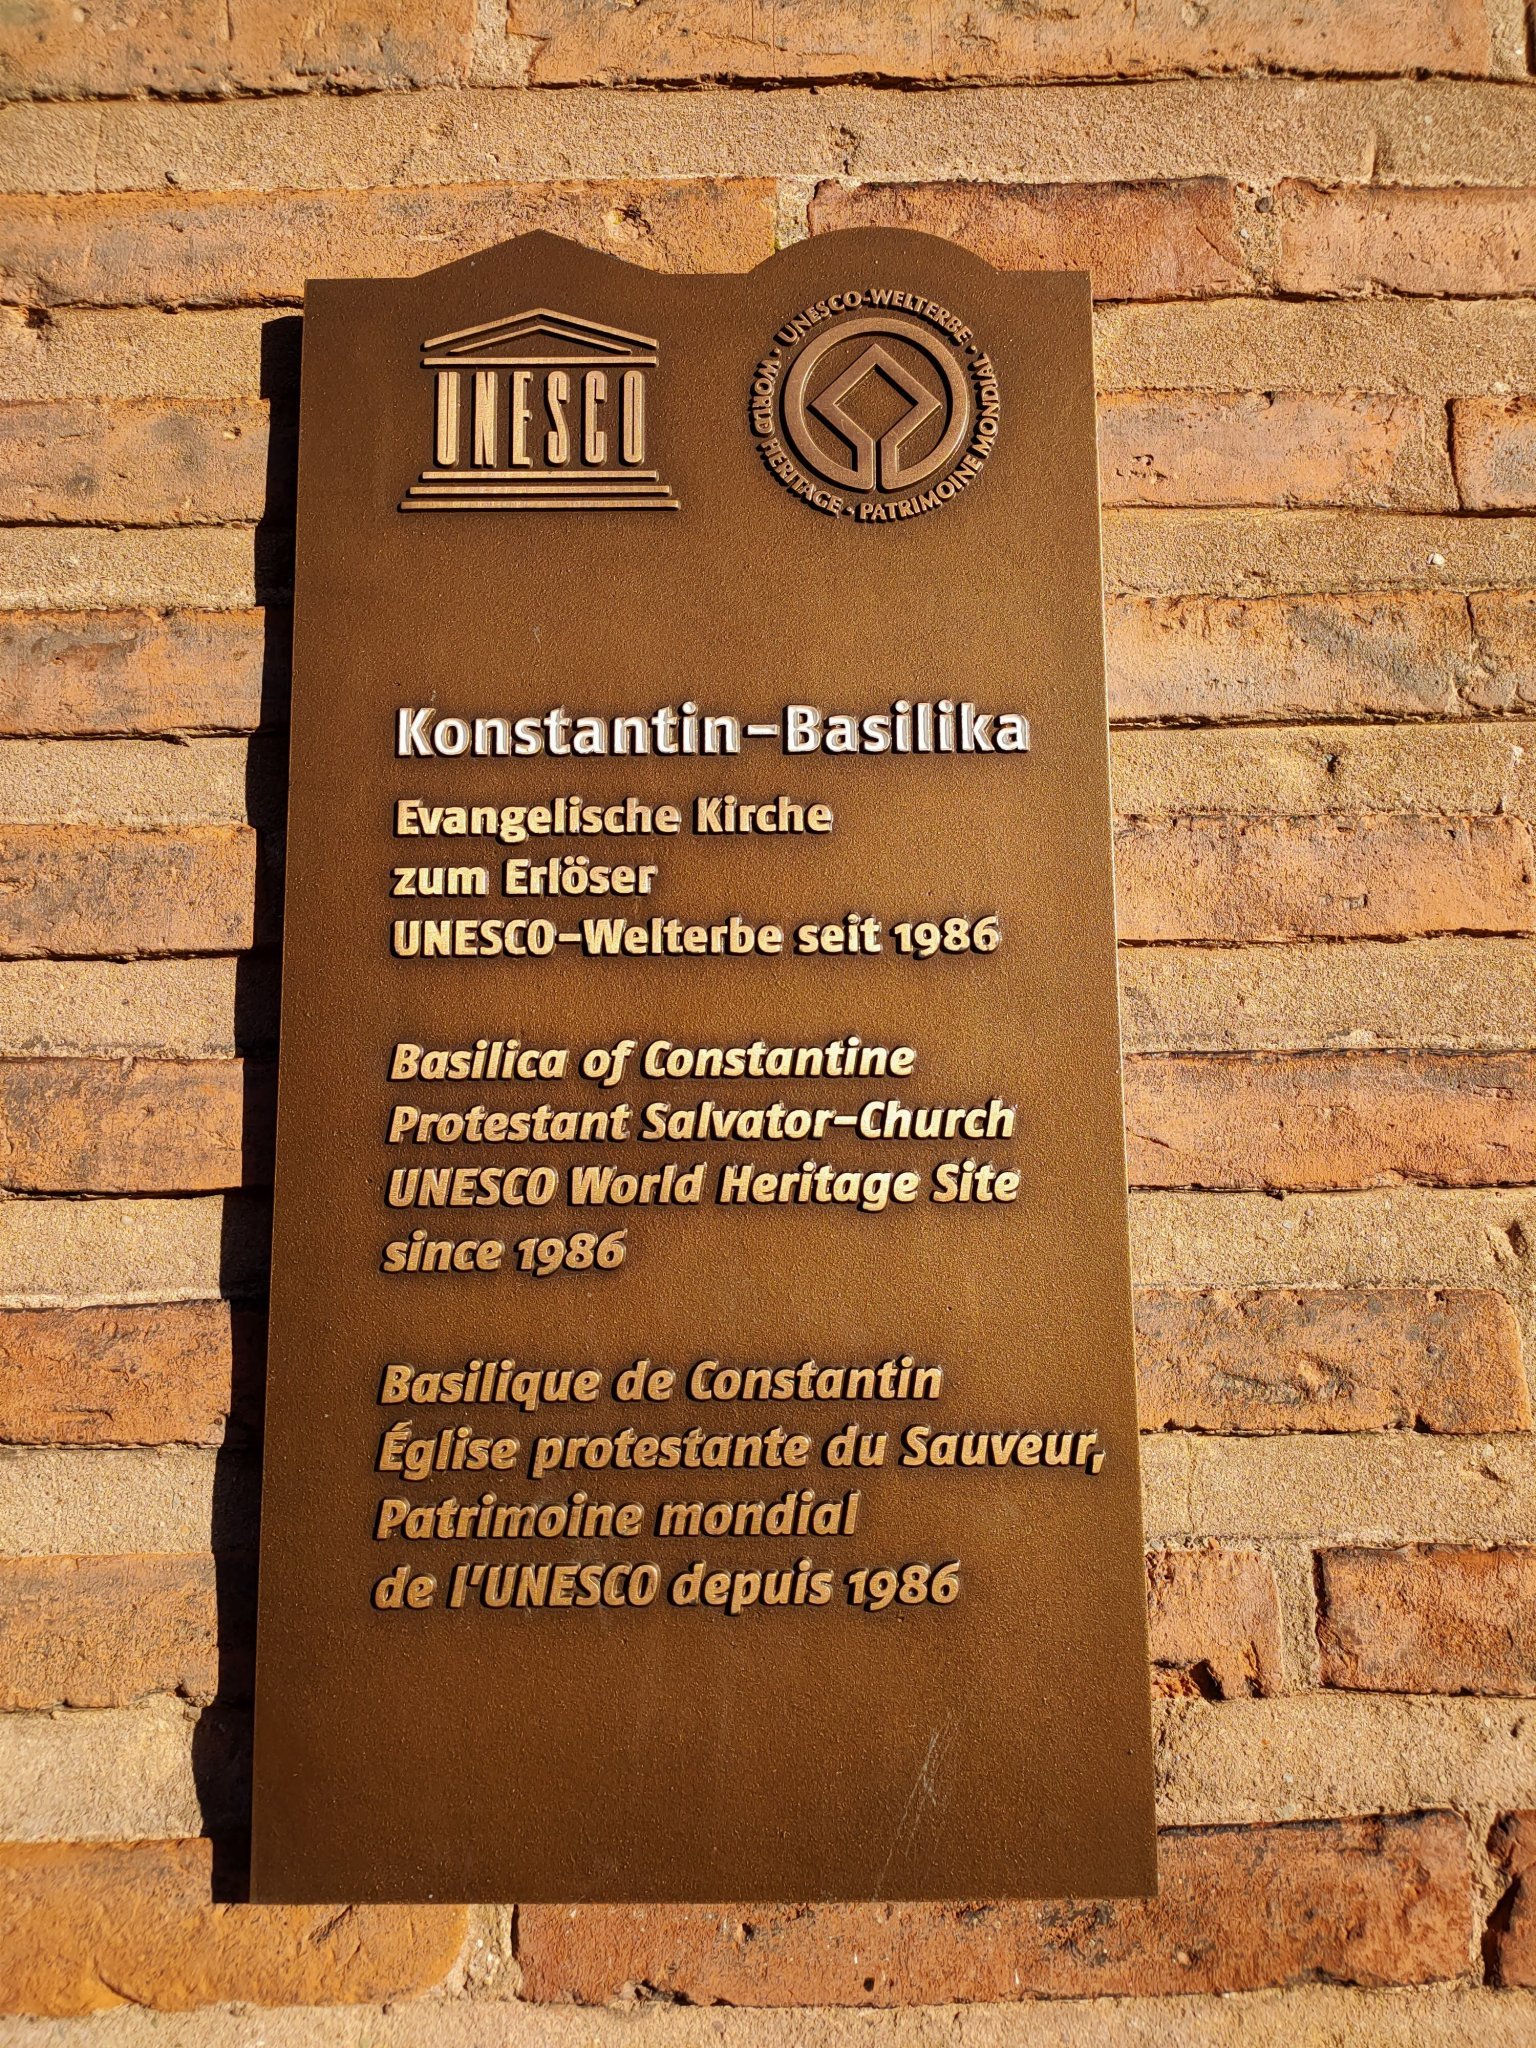 UNESCO
UNESCO-WELTERBE · PATRIMOINE MONDIAL · WORLD HERITAGE ·
Konstantin-Basilika
Evangelische Kirche
zum Erlöser
UNESCO-Welterbe seit 1986
Basilica of Constantine
Protestant Salvator-Church
UNESCO World Heritage Site
since 1986
Basilique de Constantin
Église protestante du Sauveur,
Patrimoine mondial
de l'UNESCO depuis 1986